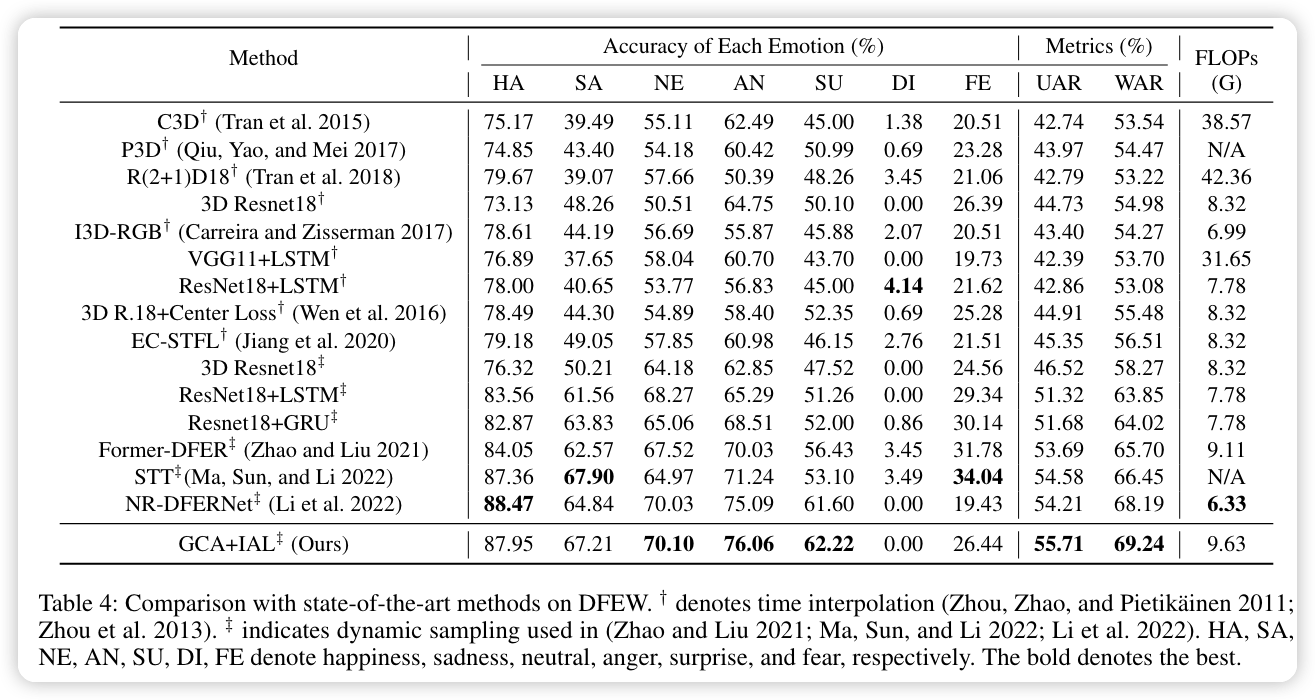 Method Accuracy of Each Emotion (%) Metrics (%) FLOPs (G)
HA SA NE AN SU DI FE UAR WAR
C3D† (Tran et al. 2015) 75.17 39.49 55.11 62.49 45.00 1.38 20.51 42.74 53.54 38.57
P3D† (Qiu, Yao, and Mei 2017) 74.85 43.40 54.18 60.42 50.99 0.69 23.28 43.97 54.47 N/A
R(2+1)D18† (Tran et al. 2018) 79.67 39.07 57.66 50.39 48.26 3.45 21.06 42.79 53.22 42.36
3D Resnet18† 73.13 48.26 50.51 64.75 50.10 0.00 26.39 44.73 54.98 8.32
I3D-RGB† (Carreira and Zisserman 2017) 78.61 44.19 56.69 55.87 45.88 2.07 20.51 43.40 54.27 6.99
VGG11+LSTM† 76.89 37.65 58.04 60.70 43.70 0.00 19.73 42.39 53.70 31.65
ResNet18+LSTM† 78.00 40.65 53.77 56.83 45.00 4.14 21.62 42.86 53.08 7.78
3D R.18+Center Loss† (Wen et al. 2016) 78.49 44.30 54.89 58.40 52.35 0.69 25.28 44.91 55.48 8.32
EC-STFL† (Jiang et al. 2020) 79.18 49.05 57.85 60.98 46.15 2.76 21.51 45.35 56.51 8.32
3D Resnet18‡ 76.32 50.21 64.18 62.85 47.52 0.00 24.56 46.52 58.27 8.32
ResNet18+LSTM‡ 83.56 61.56 68.27 65.29 51.26 0.00 29.34 51.32 63.85 7.78
Resnet18+GRU‡ 82.87 63.83 65.06 68.51 52.00 0.86 30.14 51.68 64.02 7.78
Former-DFER‡ (Zhao and Liu 2021) 84.05 62.57 67.52 70.03 56.43 3.45 31.78 53.69 65.70 9.11
STT‡(Ma, Sun, and Li 2022) 87.36 67.90 64.97 71.24 53.10 3.49 34.04 54.58 66.45 N/A
NR-DFERNet‡ (Li et al. 2022) 88.47 64.84 70.03 75.09 61.60 0.00 19.43 54.21 68.19 6.33
GCA+IAL‡ (Ours) 87.95 67.21 70.10 76.06 62.22 0.00 26.44 55.71 69.24 9.63
Table 4: Comparison with state-of-the-art methods on DFEW. † denotes time interpolation (Zhou, Zhao, and Pietikäinen 2011;
Zhou et al. 2013). ‡ indicates dynamic sampling used in (Zhao and Liu 2021; Ma, Sun, and Li 2022; Li et al. 2022). HA, SA,
NE, AN, SU, DI, FE denote happiness, sadness, neutral, anger, surprise, and fear, respectively. The bold denotes the best.